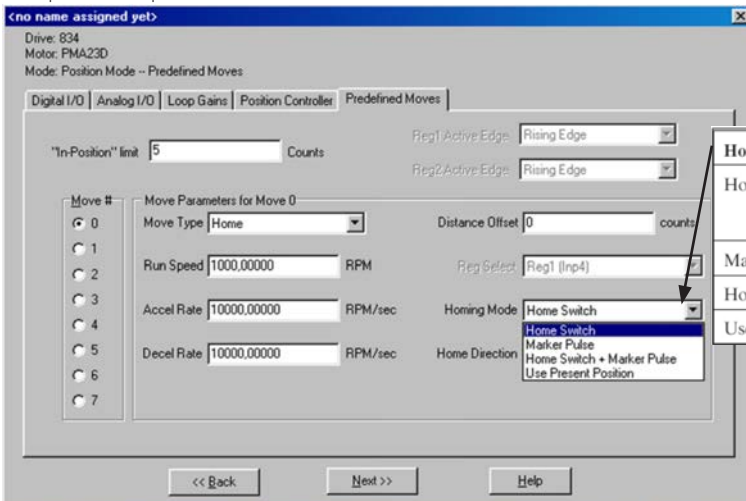 <no name assigned yet>
Drive: 834
Motor: PMA23D
Mode: Position Mode -- Predefined Moves
Digital I/O Analog I/O Loop Gains Position Controller Predefined Moves
"In-Position" limit 5 Counts
Reg1 Active Edge Rising Edge
Reg2 Active Edge Rising Edge
Move #
0
1
2
3
4
5
6
7
Move Parameters for Move 0
Move Type Home
Distance Offset 0 counts
Run Speed 1000,00000 RPM
Reg Select Reg1 (Inp4)
Accel Rate 10000,00000 RPM/sec
Homing Mode Home Switch
Home Switch
Marker Pulse
Home Switch + Marker Pulse
Use Present Position
Decel Rate 10000,00000 RPM/sec
Home Direction
<< Back Next >> Help
Ho
Ho
Ma
Ho
Use